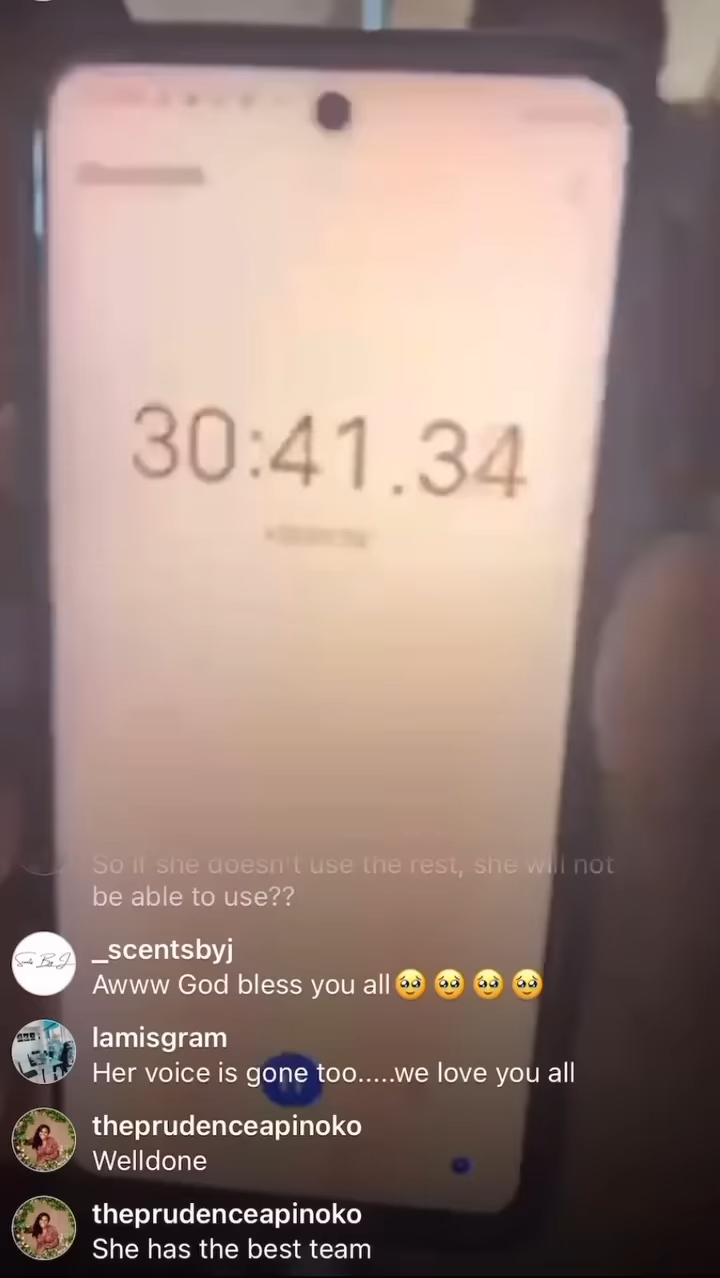 30:41.34
So if she doesn't use the rest, she will not
be able to use??
_scentsbyj
Awww God bless you all🥹🥹🥹🥹
lamisgram
Her voice is gone too.....we love you all
theprudenceapinoko
Welldone
theprudenceapinoko
She has the best team